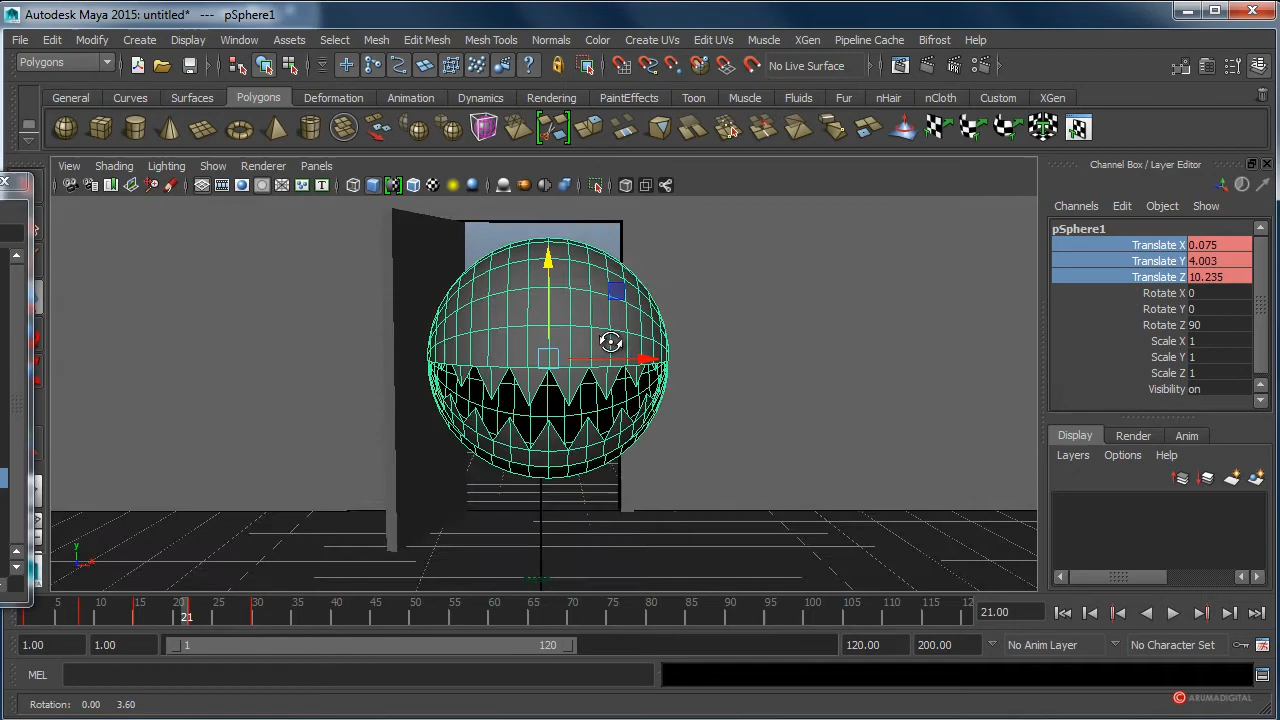 Autodesk Maya 2015: untitled* --- pSphere1
File Edit Modify Create Display Window Assets Select Mesh Edit Mesh Mesh Tools Normals Color Create UVs Edit UVs Muscle XGen Pipeline Cache Bifrost Help
Polygons No Live Surface
General Curves Surfaces Polygons Deformation Animation Dynamics Rendering PaintEffects Toon Muscle Fluids Fur nHair nCloth Custom XGen
View Shading Lighting Show Renderer Panels
Channel Box / Layer Editor
Channels Edit Object Show
pSphere1
Translate X 0.075
Translate Y 4.003
Translate Z 10.235
Rotate X 0
Rotate Y 0
Rotate Z 90
Scale X 1
Scale Y 1
Scale Z 1
Visibility on
Display Render Anim
Layers Options Help
y
5 10 15 20 25 30 35 40 45 50 55 60 65 70 75 80 85 90 95 100 105 110 115 12
21
21.00
1.00 1.00 1 120 120.00 200.00 No Anim Layer No Character Set
MEL
Rotation: 0.00 3.60
© ARUMADIGITAL